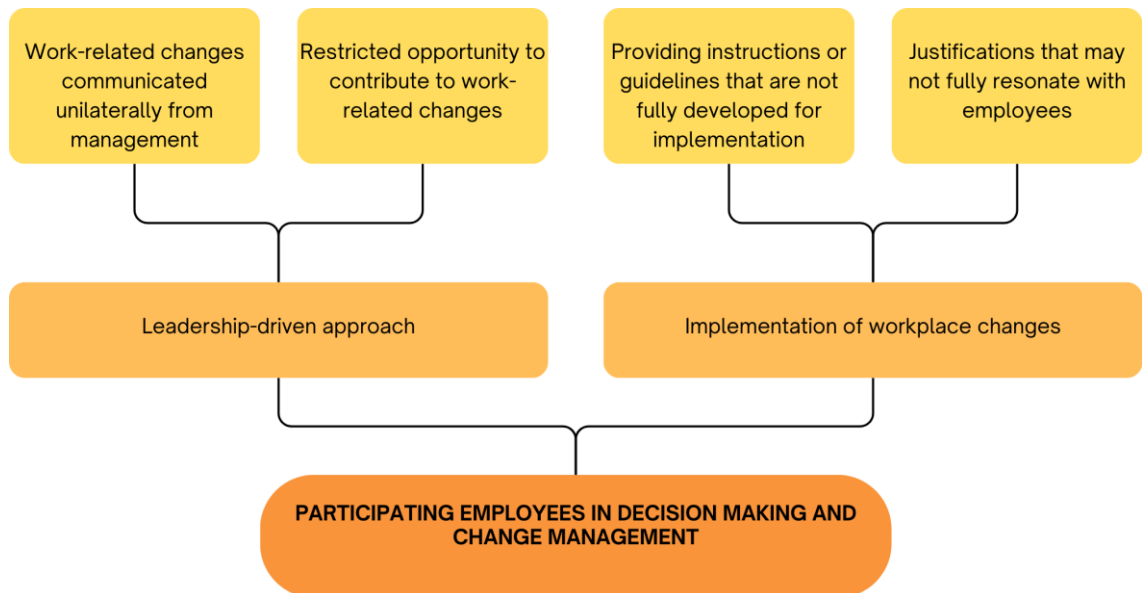 Work-related changes
communicated
unilaterally from
management
Restricted opportunity to
contribute to work-
related changes
Providing instructions or
guidelines that are not
fully developed for
implementation
Justifications that may
not fully resonate with
employees
Leadership-driven approach
Implementation of workplace changes
PARTICIPATING EMPLOYEES IN DECISION MAKING AND
CHANGE MANAGEMENT